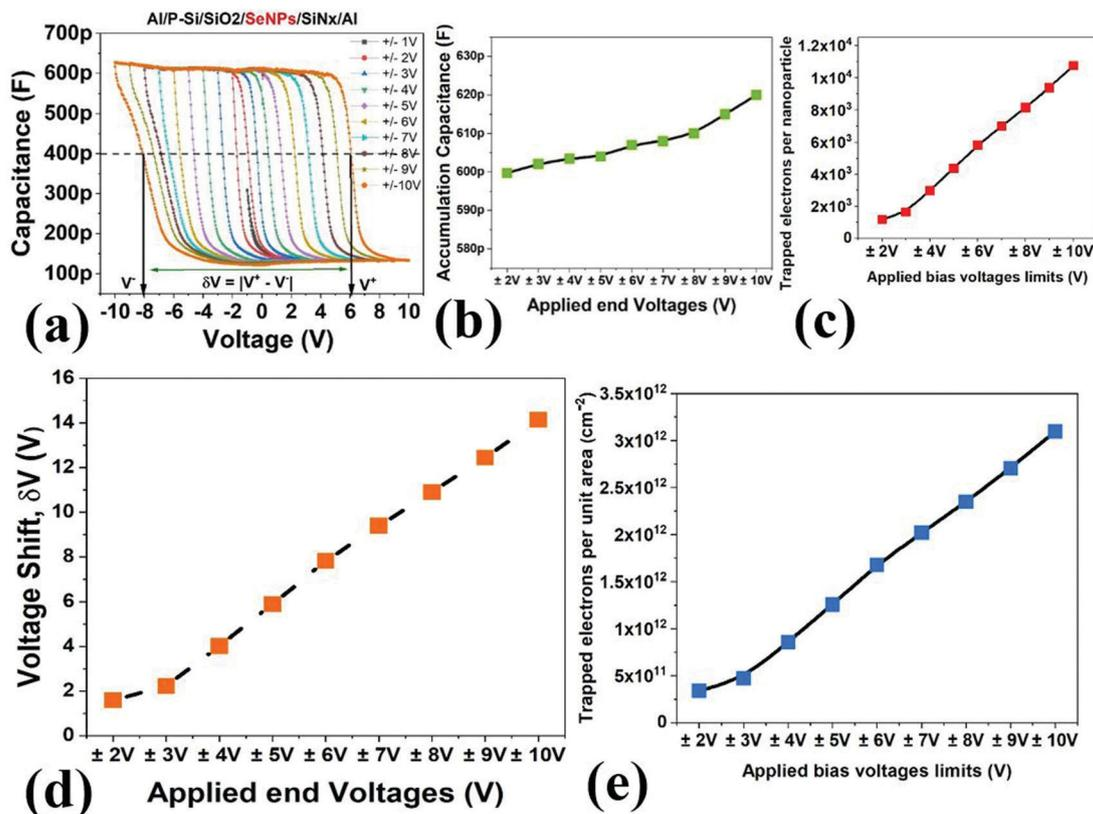 Al/P-Si/SiO2/SeNPs/SiNx/Al
700p
600p
500p
400p
300p
200p
100p
Capacitance (F)
+/- 1V
+/- 2V
+/- 3V
+/- 4V
+/- 5V
+/- 6V
+/- 7V
+/- 8V
+/- 9V
+/-10V
V⁻
δV = |V⁺ - V⁻|
V⁺
-10 -8 -6 -4 -2 0 2 4 6 8 10
Voltage (V)
(a)
630p
620p
610p
600p
590p
580p
Accumulation Capacitance (F)
± 2V ± 3V ± 4V ± 5V ± 6V ± 7V ± 8V ± 9V ± 10V
Applied end Voltages (V)
(b)
1.2x10⁴
1x10⁴
8x10³
6x10³
4x10³
2x10³
0
Trapped electrons per nanoparticle
± 2V ± 4V ± 6V ± 8V ± 10V
Applied bias voltages limits (V)
(c)
16
14
12
10
8
6
4
2
0
Voltage Shift, δV (V)
± 2V ± 3V ± 4V ± 5V ± 6V ± 7V ± 8V ± 9V ± 10V
Applied end Voltages (V)
(d)
3.5x10¹²
3x10¹²
2.5x10¹²
2x10¹²
1.5x10¹²
1x10¹²
5x10¹¹
0
Trapped electrons per unit area (cm⁻²)
± 2V ± 3V ± 4V ± 5V ± 6V ± 7V ± 8V ± 9V ± 10V
Applied bias voltages limits (V)
(e)